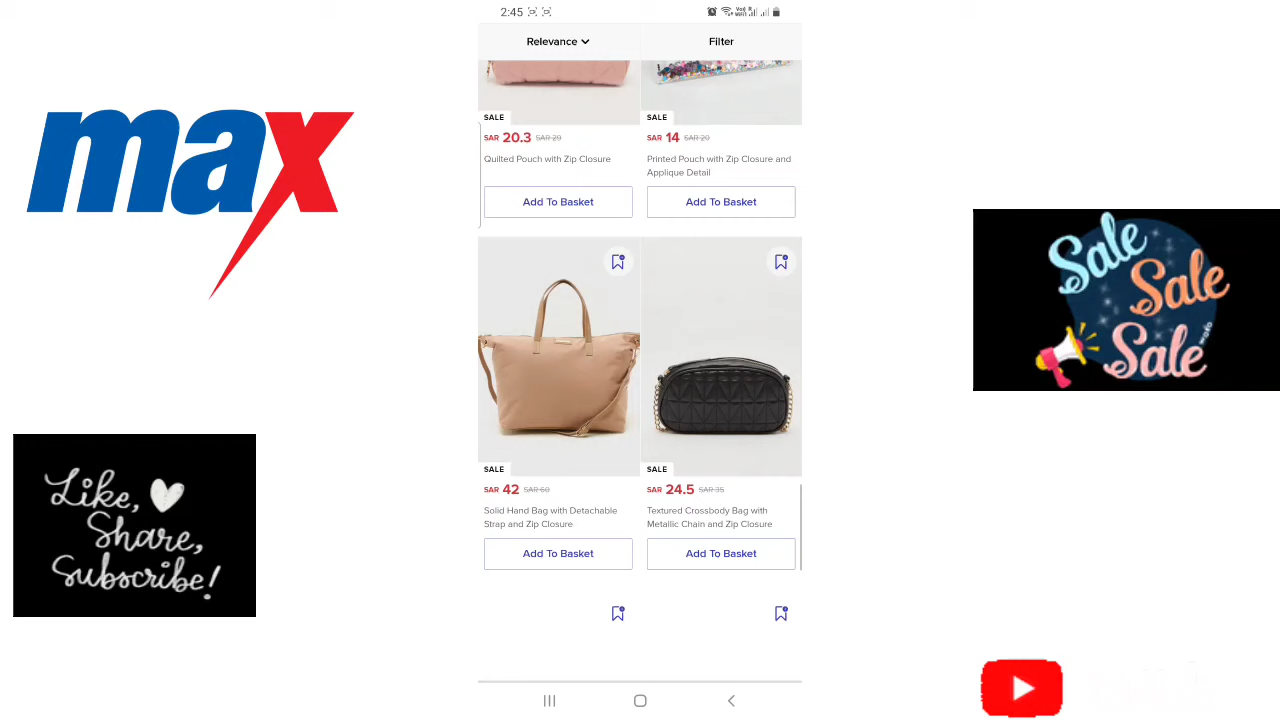 max
Like,
Share,
Subscribe!
2:45
Relevance
Filter
SALE
SALE
SAR 20.3 SAR 29
SAR 14 SAR 20
Quilted Pouch with Zip Closure
Printed Pouch with Zip Closure and
Applique Detail
Add To Basket
Add To Basket
SALE
SALE
SAR 42 SAR 60
SAR 24.5 SAR 35
Solid Hand Bag with Detachable
Strap and Zip Closure
Textured Crossbody Bag with
Metallic Chain and Zip Closure
Add To Basket
Add To Basket
Sale
Sale
Sale